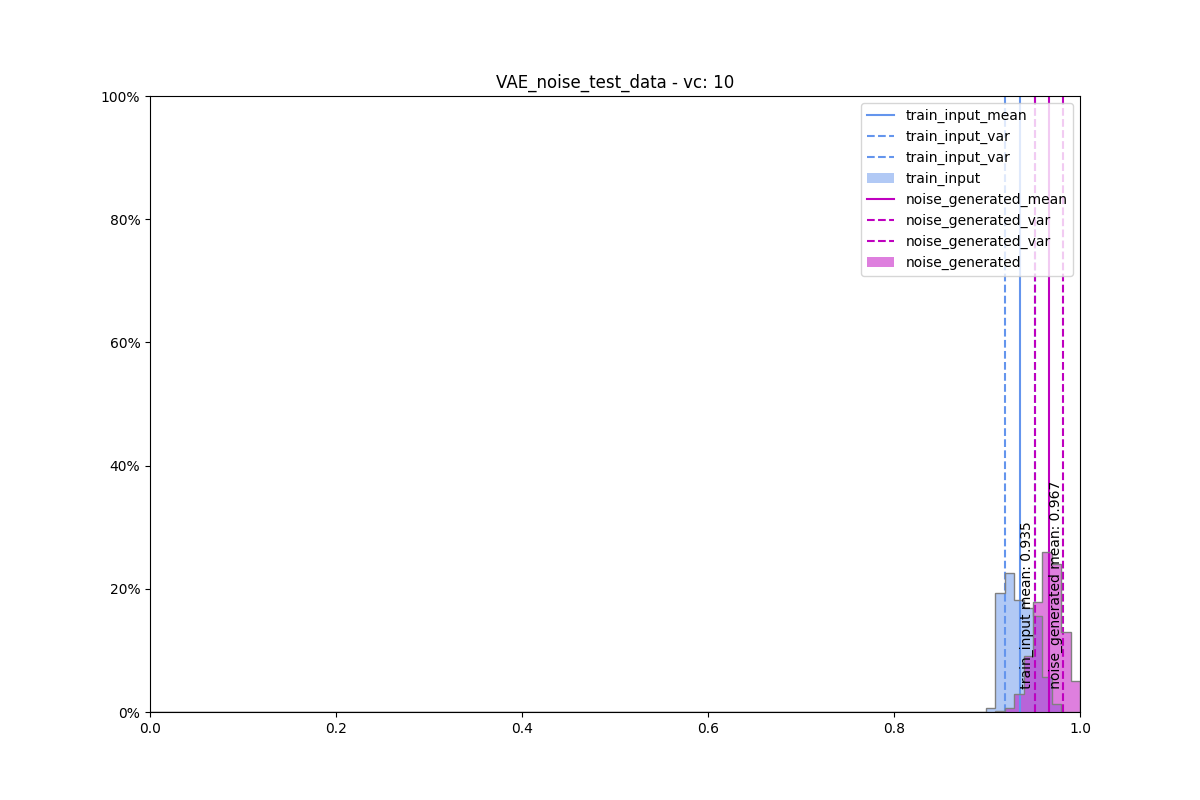 VAE_noise_test_data - vc: 10
100%
80%
60%
40%
20%
0%
train_input_mean
train_input_var
train_input_var
train_input
noise_generated_mean
noise_generated_var
noise_generated_var
noise_generated
train_input mean: 0.935
noise_generated mean: 0.967
0.0
0.2
0.4
0.6
0.8
1.0